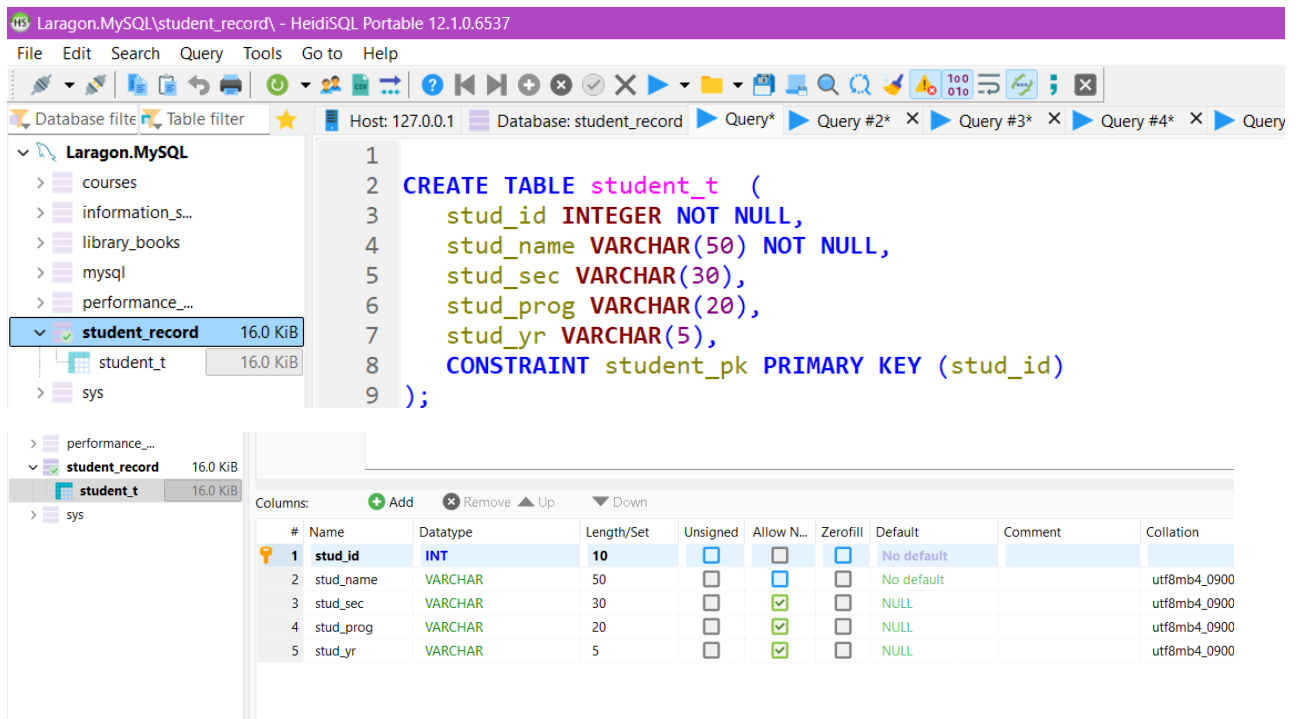 HS Laragon.MySQL\student_record\ - HeidiSQL Portable 12.1.0.6537
File Edit Search Query Tools Go to Help
Database filte Table filter Host: 127.0.0.1 Database: student_record Query* Query #2* Query #3* Query #4* Query
Laragon.MySQL
courses
information_s...
library_books
mysql
performance_...
student_record 16.0 KiB
student_t 16.0 KiB
sys
1
2 CREATE TABLE student_t (
3 stud_id INTEGER NOT NULL,
4 stud_name VARCHAR(50) NOT NULL,
5 stud_sec VARCHAR(30),
6 stud_prog VARCHAR(20),
7 stud_yr VARCHAR(5),
8 CONSTRAINT student_pk PRIMARY KEY (stud_id)
9 );
performance_...
student_record 16.0 KiB
student_t 16.0 KiB
sys
Columns: Add Remove Up Down
# Name Datatype Length/Set Unsigned Allow N... Zerofill Default Comment Collation
1 stud_id INT 10 No default
2 stud_name VARCHAR 50 No default utf8mb4_0900
3 stud_sec VARCHAR 30 NULL utf8mb4_0900
4 stud_prog VARCHAR 20 NULL utf8mb4_0900
5 stud_yr VARCHAR 5 NULL utf8mb4_0900